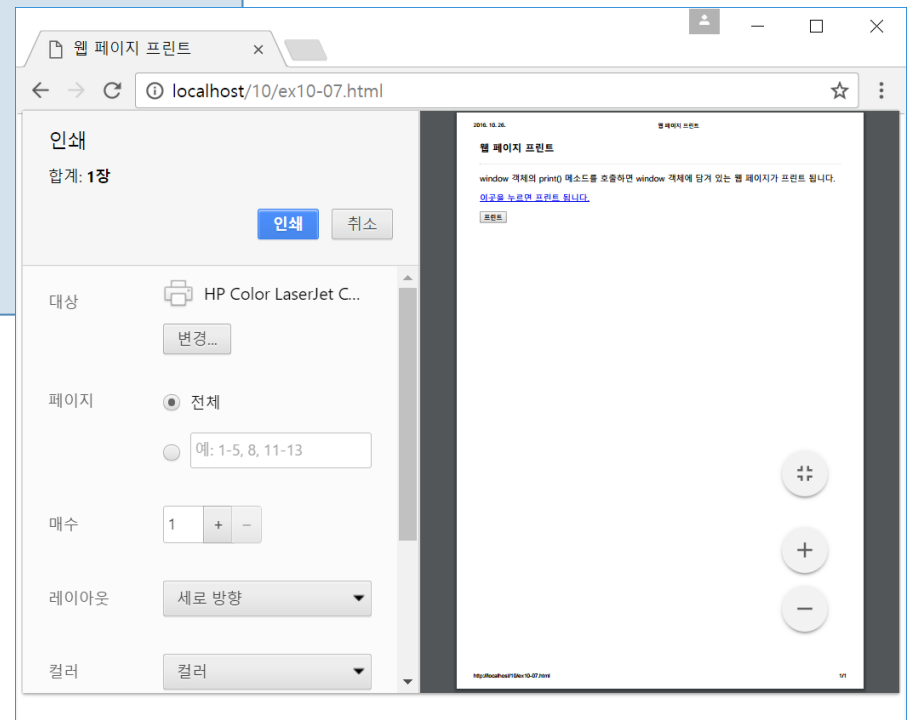 웹 페이지 프린트
localhost/10/ex10-07.html
인쇄
합계: 1장
인쇄 취소
대상 HP Color LaserJet C...
변경...
페이지 전체
예: 1-5, 8, 11-13
매수 1 + −
레이아웃 세로 방향
컬러 컬러
2016. 10. 26. 웹 페이지 프린트
웹 페이지 프린트
window 객체의 print() 메소드를 호출하면 window 객체에 담겨 있는 웹 페이지가 프린트 됩니다.
이곳을 누르면 프린트 됩니다.
프린트
http://localhost/10/ex10-07.html 1/1